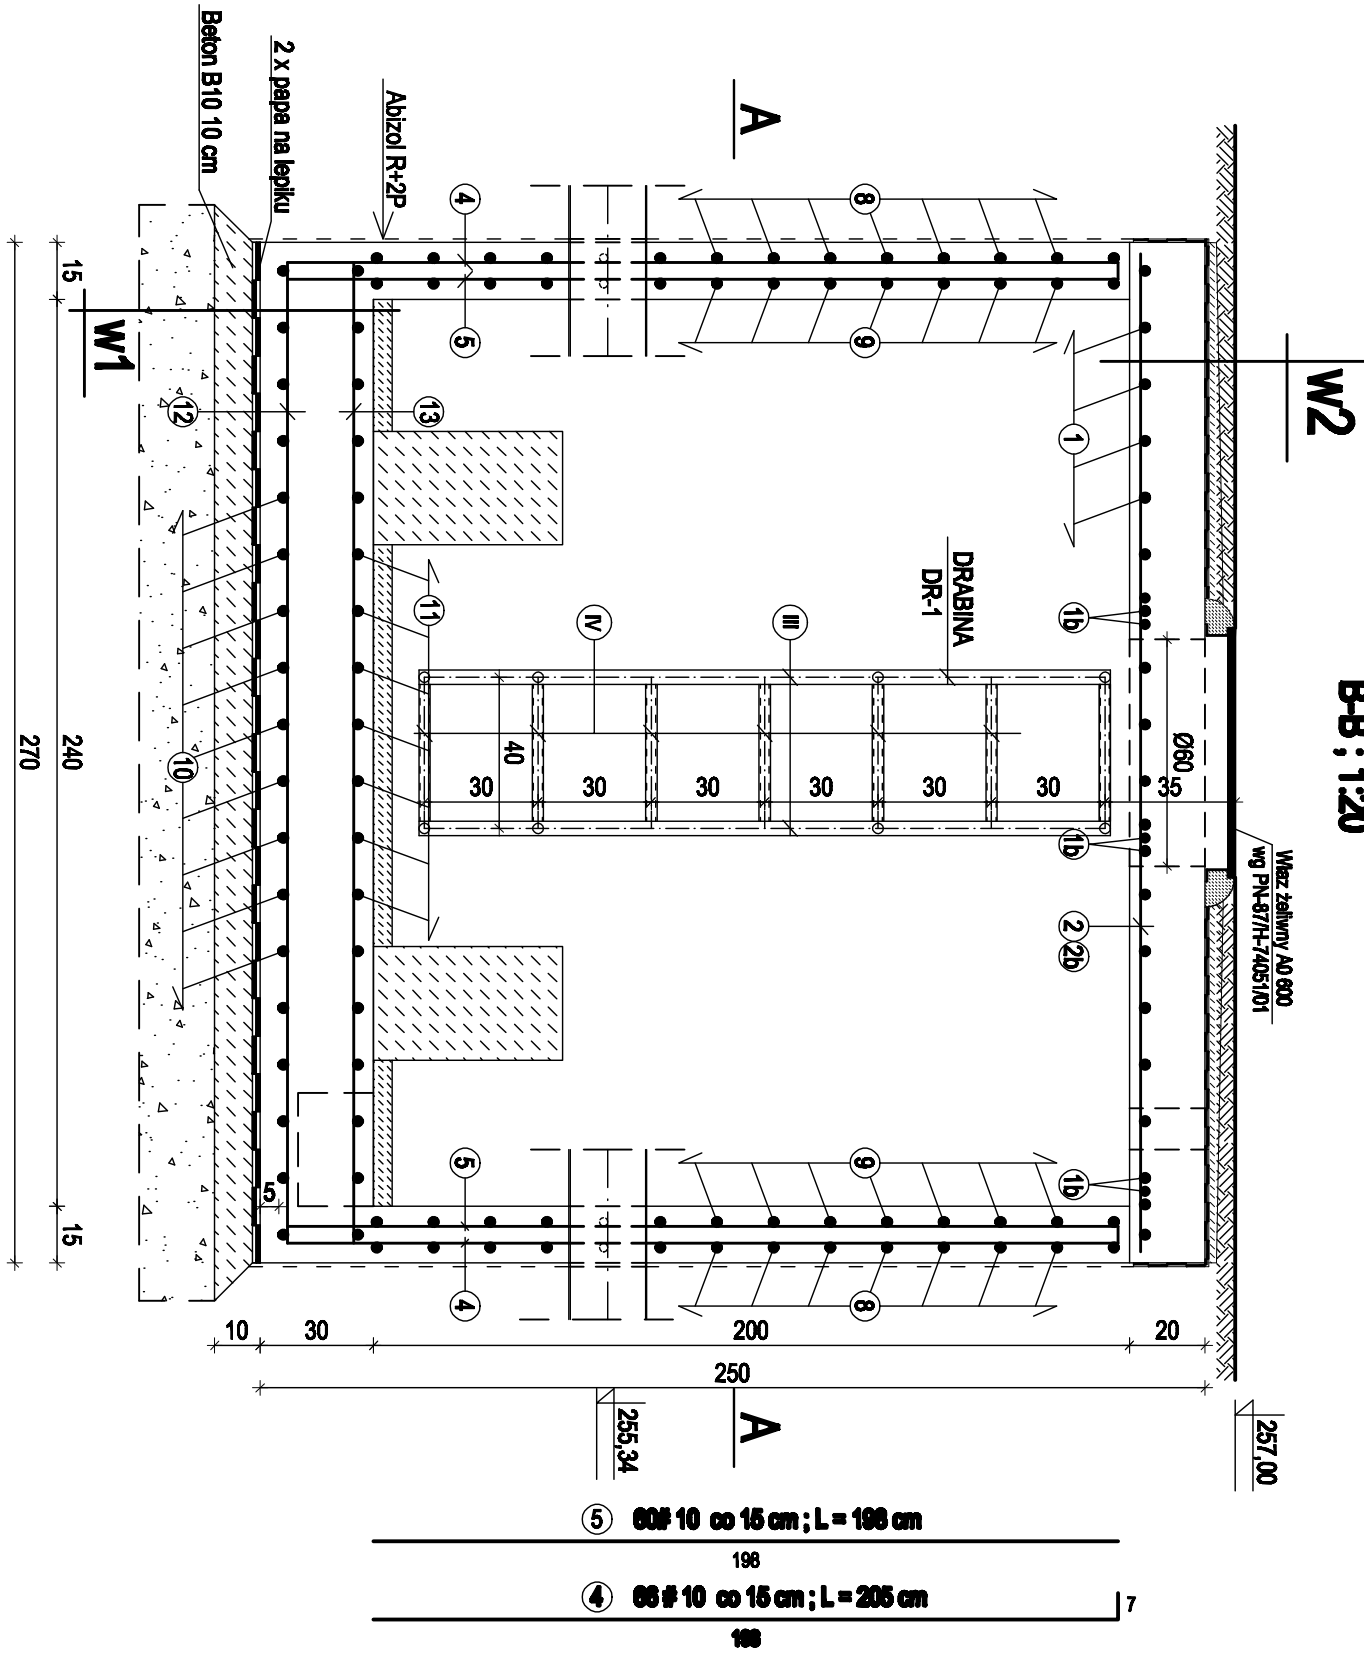 B-B ; 1:20
W2
W1
A
A
257,00
255,34
Właz żeliwny A0 600
wg PN-87/H-74051/01
Ø60
35
DRABINA
DR-1
Abizol R+2P
2 x papa na lepiku
Beton B10 10 cm
1
1b
1b
1b
2 2b
8
9
9
8
4
5
5
4
III
IV
11
13
12
10
40
30
30
30
30
30
30
5
15
240
15
270
10
30
200
20
250
5 60# 10 co 15 cm ; L = 198 cm
198
4 66 # 10 co 15 cm ; L = 205 cm
7
198